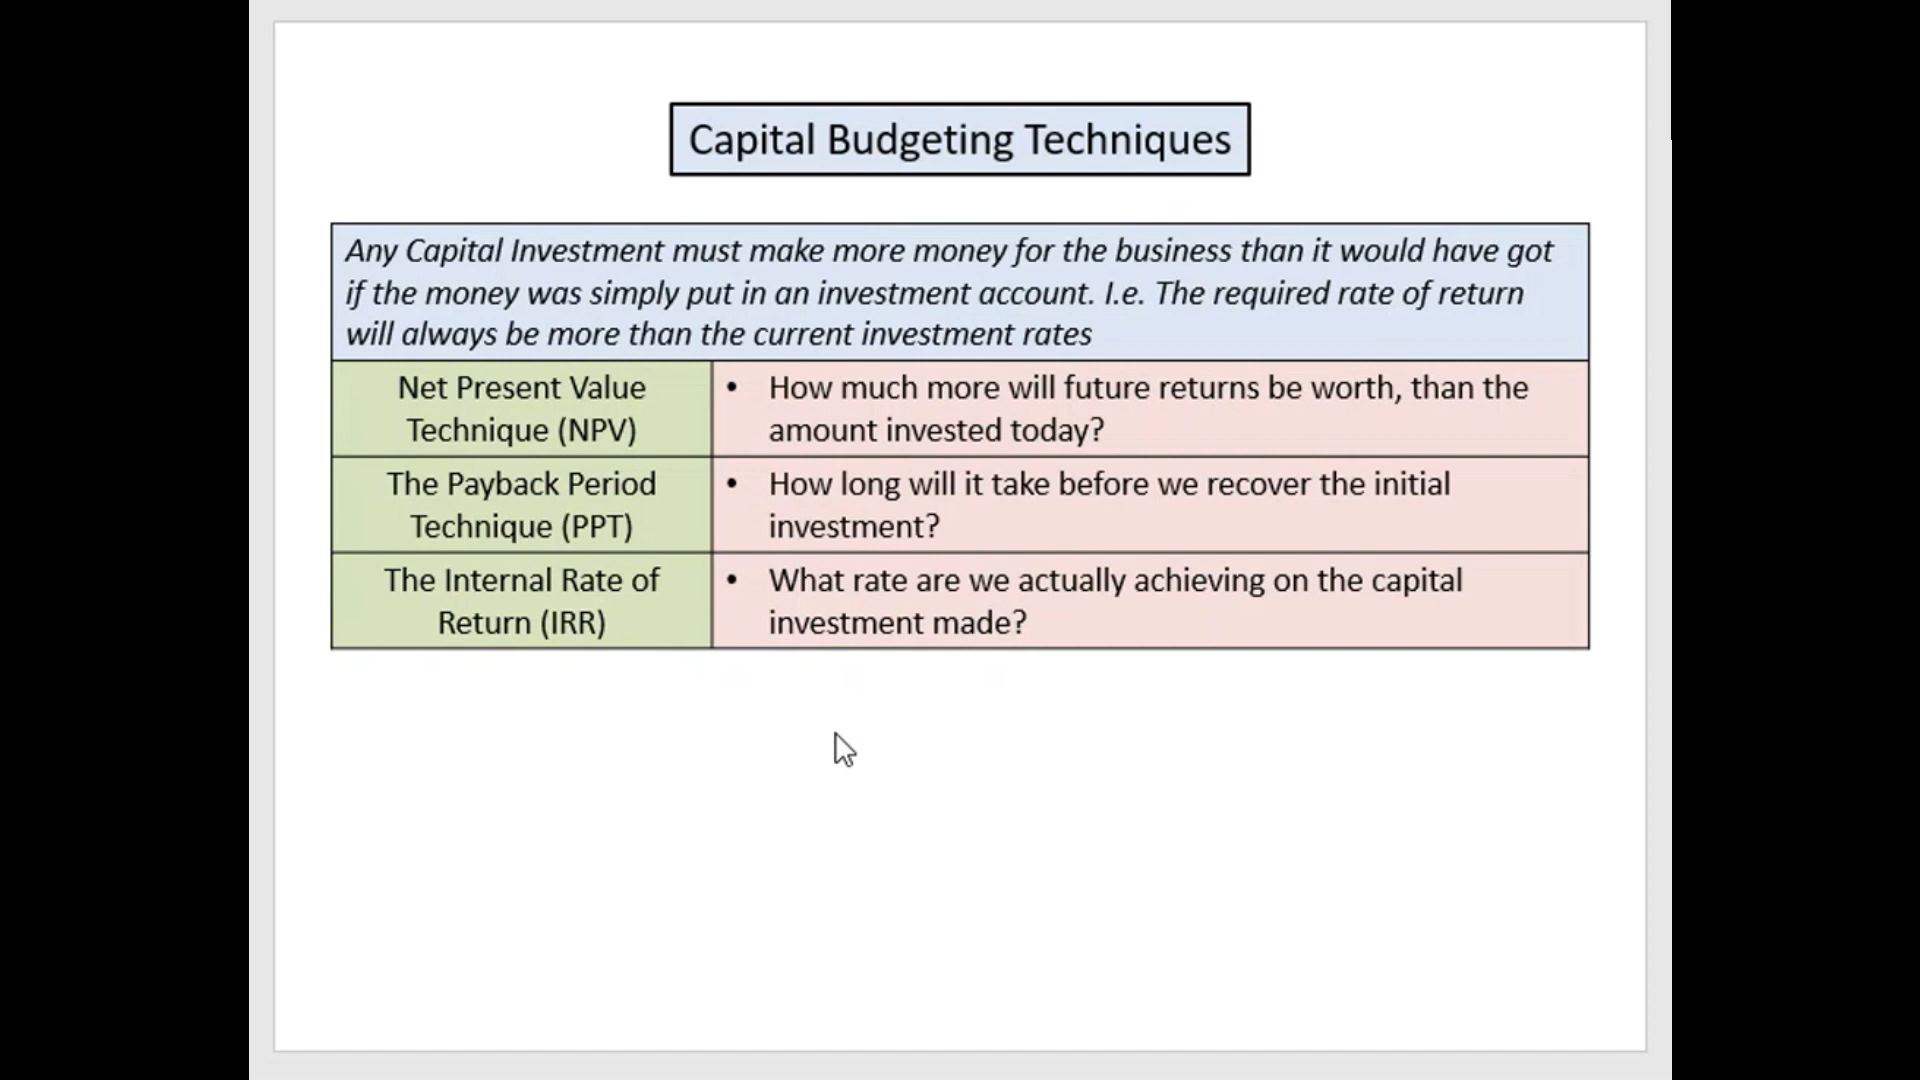 Capital Budgeting Techniques
Any Capital Investment must make more money for the business than it would have got
if the money was simply put in an investment account. I.e. The required rate of return
will always be more than the current investment rates
Net Present Value
Technique (NPV)
• How much more will future returns be worth, than the
amount invested today?
The Payback Period
Technique (PPT)
• How long will it take before we recover the initial
investment?
The Internal Rate of
Return (IRR)
• What rate are we actually achieving on the capital
investment made?